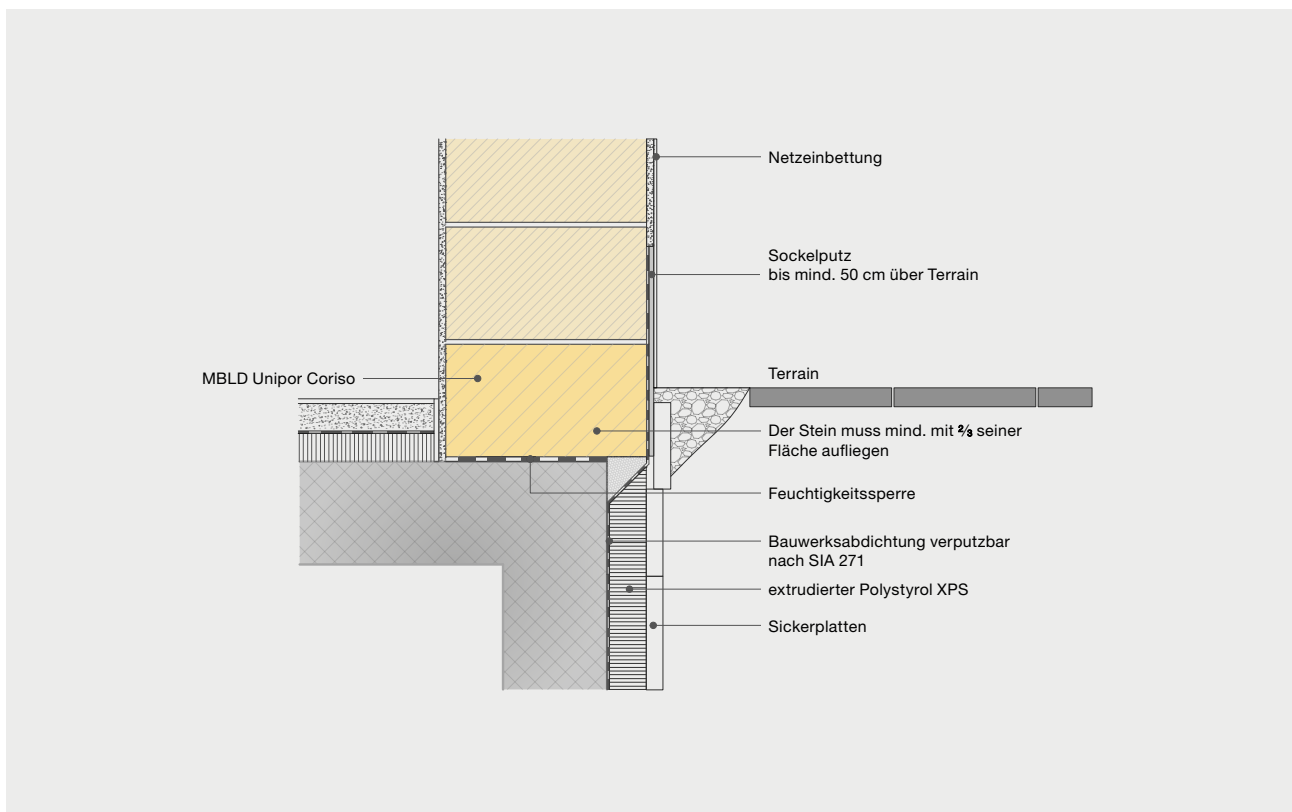 Netzeinbettung
Sockelputz
bis mind. 50 cm über Terrain
MBLD Unipor Coriso
Terrain
Der Stein muss mind. mit ⅔ seiner
Fläche aufliegen
Feuchtigkeitssperre
Bauwerksabdichtung verputzbar
nach SIA 271
extrudierter Polystyrol XPS
Sickerplatten